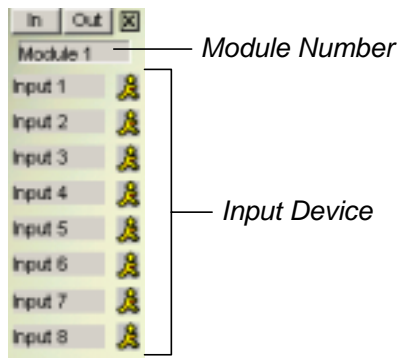 In Out X
Module 1 Module Number
Input 1
Input 2
Input 3
Input 4
Input 5 Input Device
Input 6
Input 7
Input 8